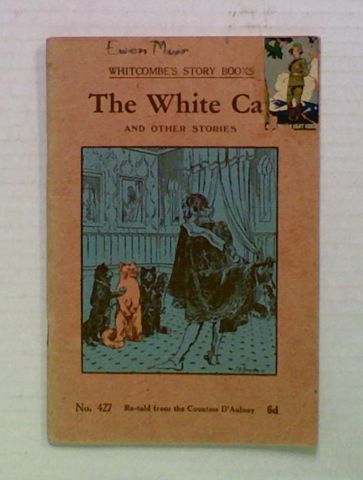 Ewen Muir
WHITCOMBE'S STORY BOOKS
The White Ca
AND OTHER STORIES
No. 427 Re-told from the Countess D'Aulnoy 6d.